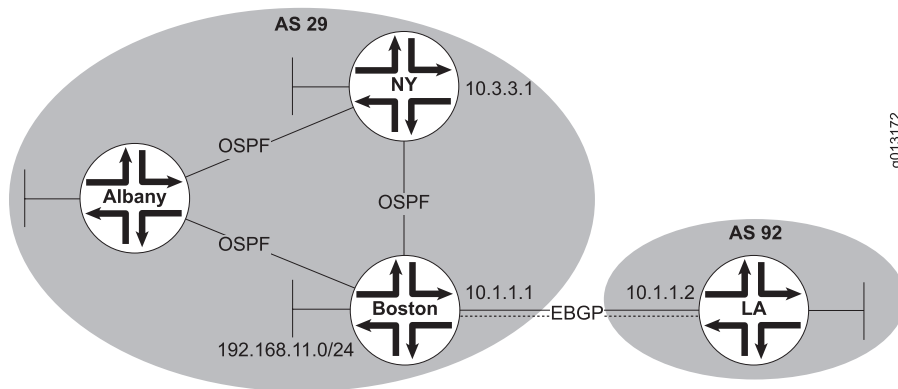 AS 29
NY
10.3.3.1
OSPF
Albany
OSPF
OSPF
Boston
10.1.1.1
192.168.11.0/24
EBGP
AS 92
10.1.1.2
LA
g013172